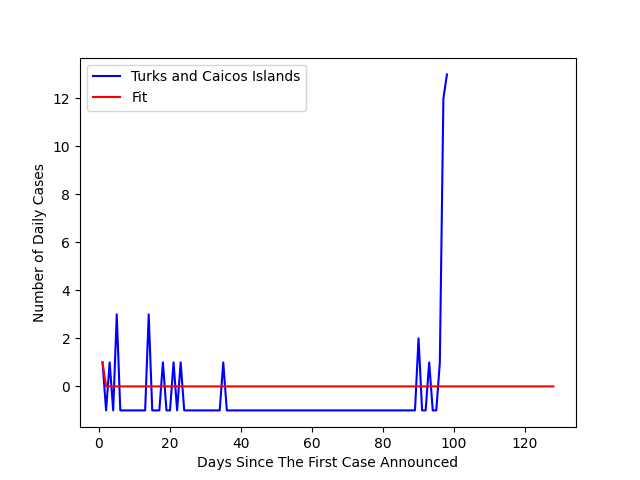 Turks and Caicos Islands
Fit
12
10
8
6
4
2
0
Number of Daily Cases
0 20 40 60 80 100 120
Days Since The First Case Announced